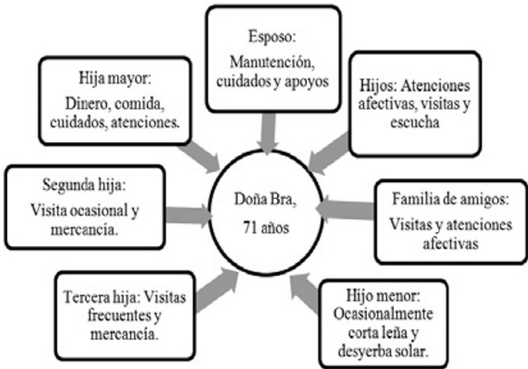 Esposo:
Manutención,
cuidados y apoyos
Hija mayor:
Dinero, comida,
cuidados, atenciones.
Hijos: Atenciones
afectivas, visitas y
escucha
Segunda hija:
Visita ocasional y
mercancía.
Doña Bra,
71 años
Familia de amigos:
Visitas y atenciones
afectivas
Tercera hija: Visitas
frecuentes y
mercancía.
Hijo menor:
Ocasionalmente
corta leña y
desyerba solar.